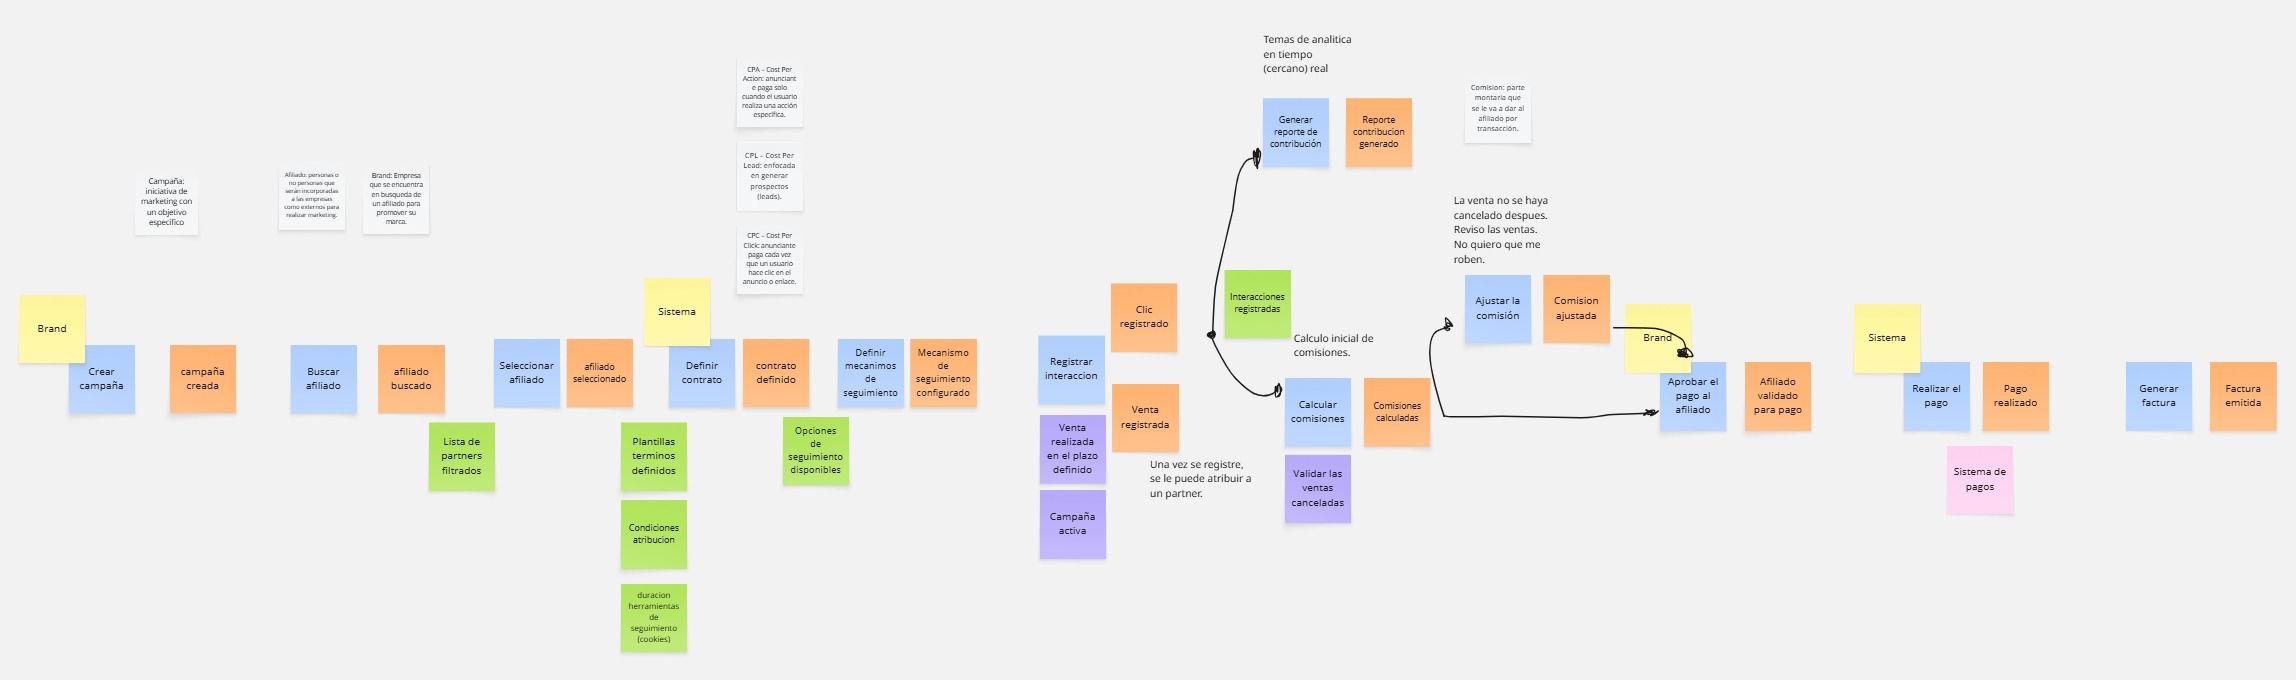 Temas de analitica
en tiempo
(cercano) real
CPA – Cost Per
Action: anunciant
e paga solo
cuando el usuario
realiza una acción
específica.
Comision: parte
montaria que
se le va a dar al
afiliado por
transacción.
Generar
reporte de
contribución
Reporte
contribucion
generado
CPL – Cost Per
Lead: enfocada
en generar
prospectos
(leads).
Campaña:
iniciativa de
marketing con
un objetivo
específico
Afiliado: personas o
no personas que
serán incorporadas
a las empresas
como externos para
realizar marketing.
Brand: Empresa
que se encuentra
en busqueda de
un afiliado para
promover su
marca.
CPC – Cost Per
Click: anunciante
paga cada vez
que un usuario
hace clic en el
anuncio o enlace.
La venta no se haya
cancelado despues.
Reviso las ventas.
No quiero que me
roben.
Brand
Crear
campaña
campaña
creada
Buscar
afiliado
afiliado
buscado
Lista de
partners
filtrados
Seleccionar
afiliado
afiliado
seleccionado
Sistema
Definir
contrato
contrato
definido
Plantillas
terminos
definidos
Condiciones
atribucion
duracion
herramientas
de
seguimiento
(cookies)
Definir
mecanimos
de
seguimiento
Mecanismo
de
seguimiento
configurado
Opciones
de
seguimiento
disponibles
Registrar
interaccion
Clic
registrado
Venta
registrada
Venta
realizada
en el plazo
definido
Campaña
activa
Una vez se registre,
se le puede atribuir a
un partner.
Interacciones
registradas
Calculo inicial de
comisiones.
Calcular
comisiones
Comisiones
calculadas
Validar las
ventas
canceladas
Ajustar la
comisión
Comision
ajustada
Brand
Aprobar el
pago al
afiliado
Afiliado
validado
para pago
Sistema
Realizar el
pago
Pago
realizado
Sistema de
pagos
Generar
factura
Factura
emitida